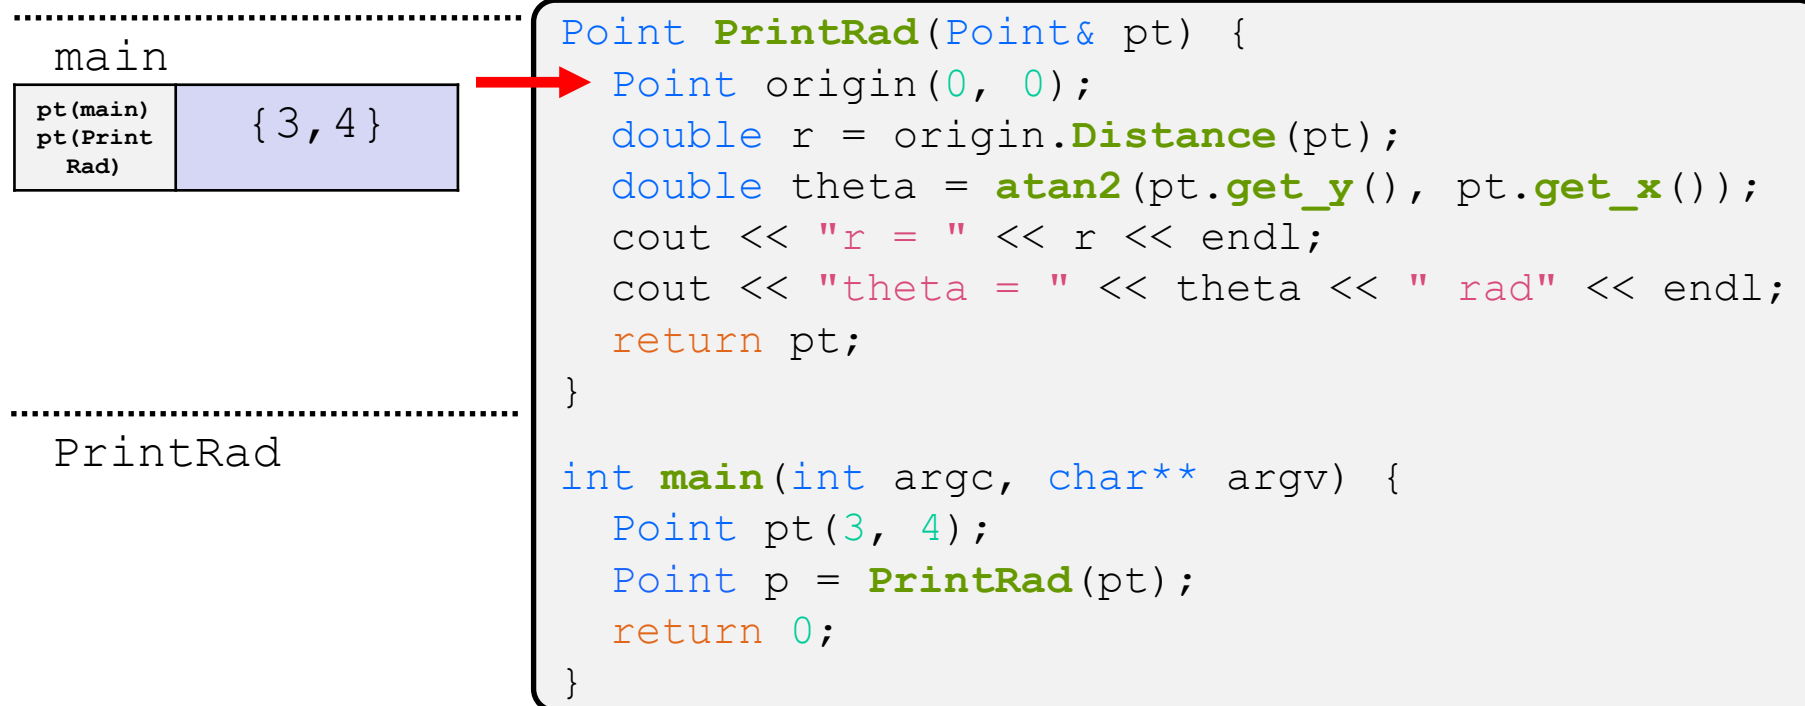 main
pt(main)
pt(Print
Rad)
{3,4}
PrintRad
Point PrintRad(Point& pt) {
  Point origin(0, 0);
  double r = origin.Distance(pt);
  double theta = atan2(pt.get_y(), pt.get_x());
  cout << "r = " << r << endl;
  cout << "theta = " << theta << " rad" << endl;
  return pt;
}
int main(int argc, char** argv) {
  Point pt(3, 4);
  Point p = PrintRad(pt);
  return 0;
}